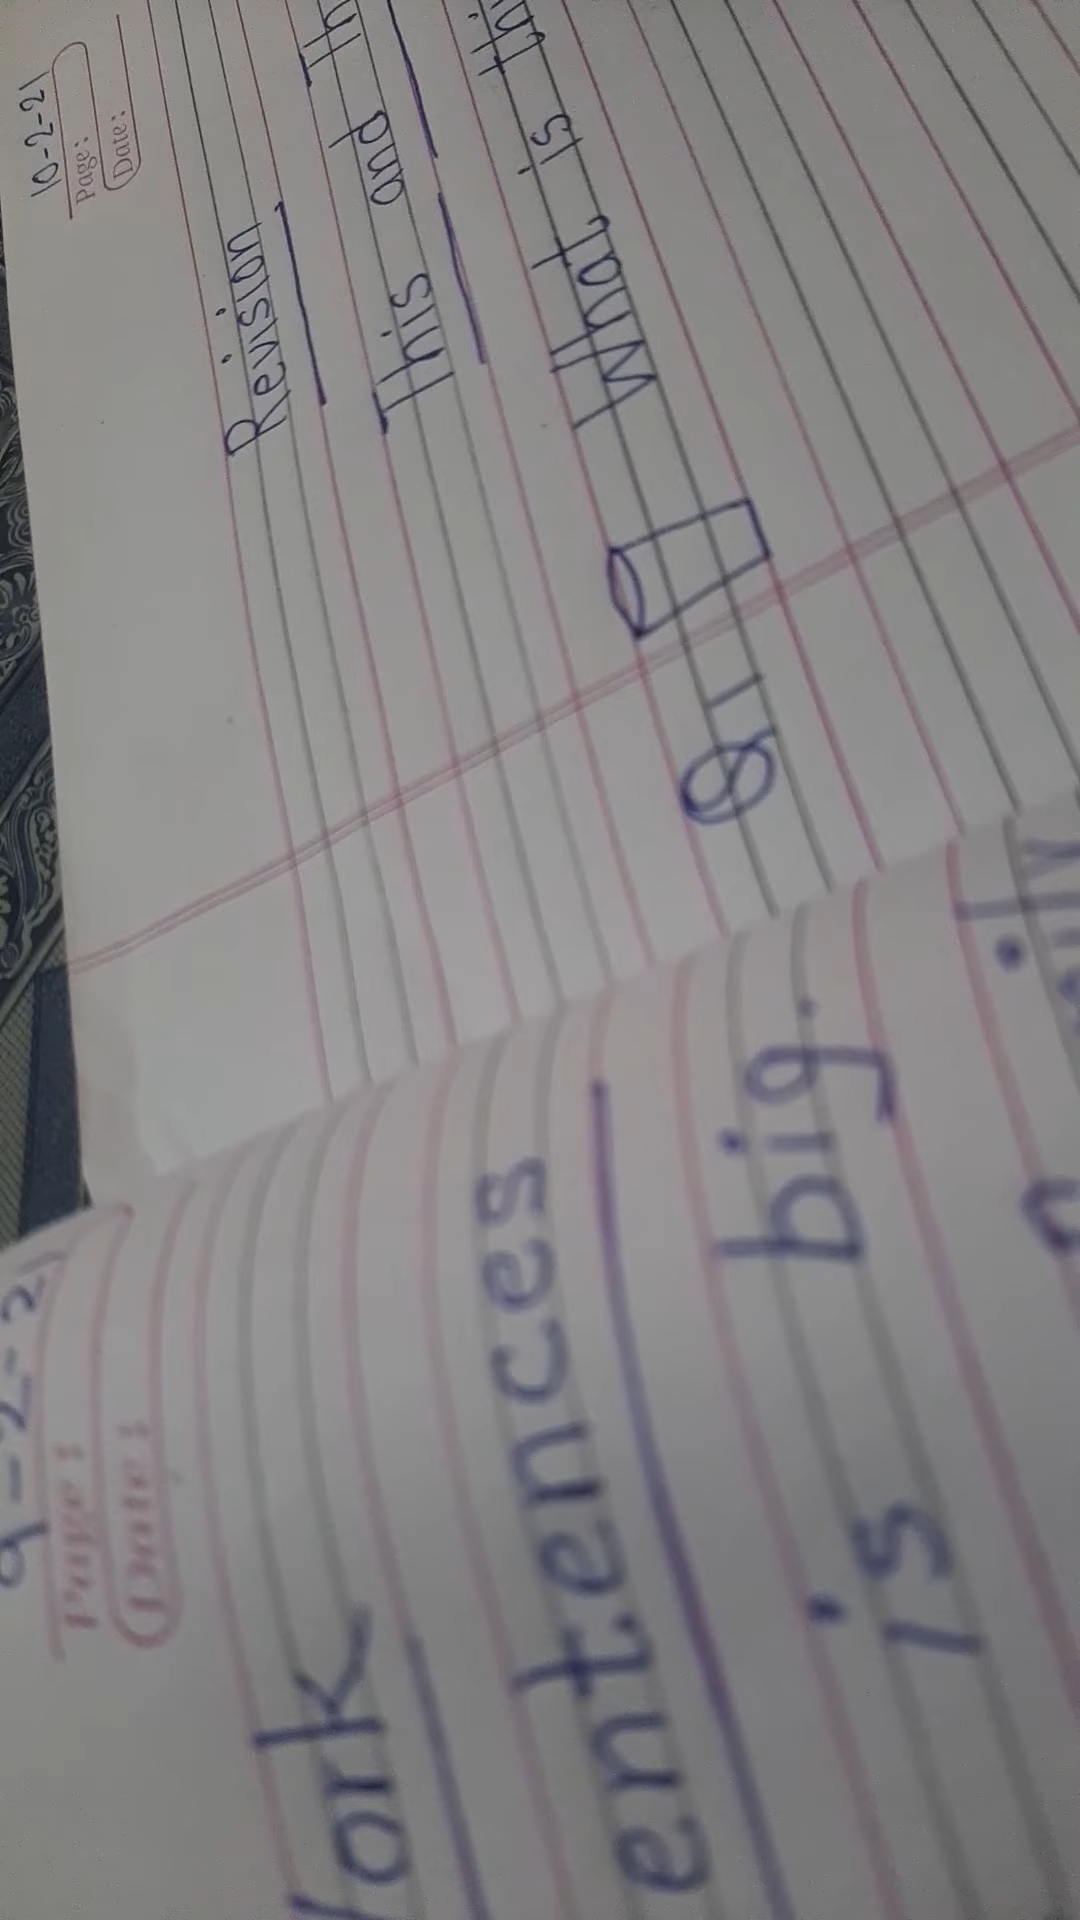 9-2-2
Page:
Date:
ork
entences
is big.
10-2-21
Page:
Date:
Revision
This and Th
Q1 What is thi